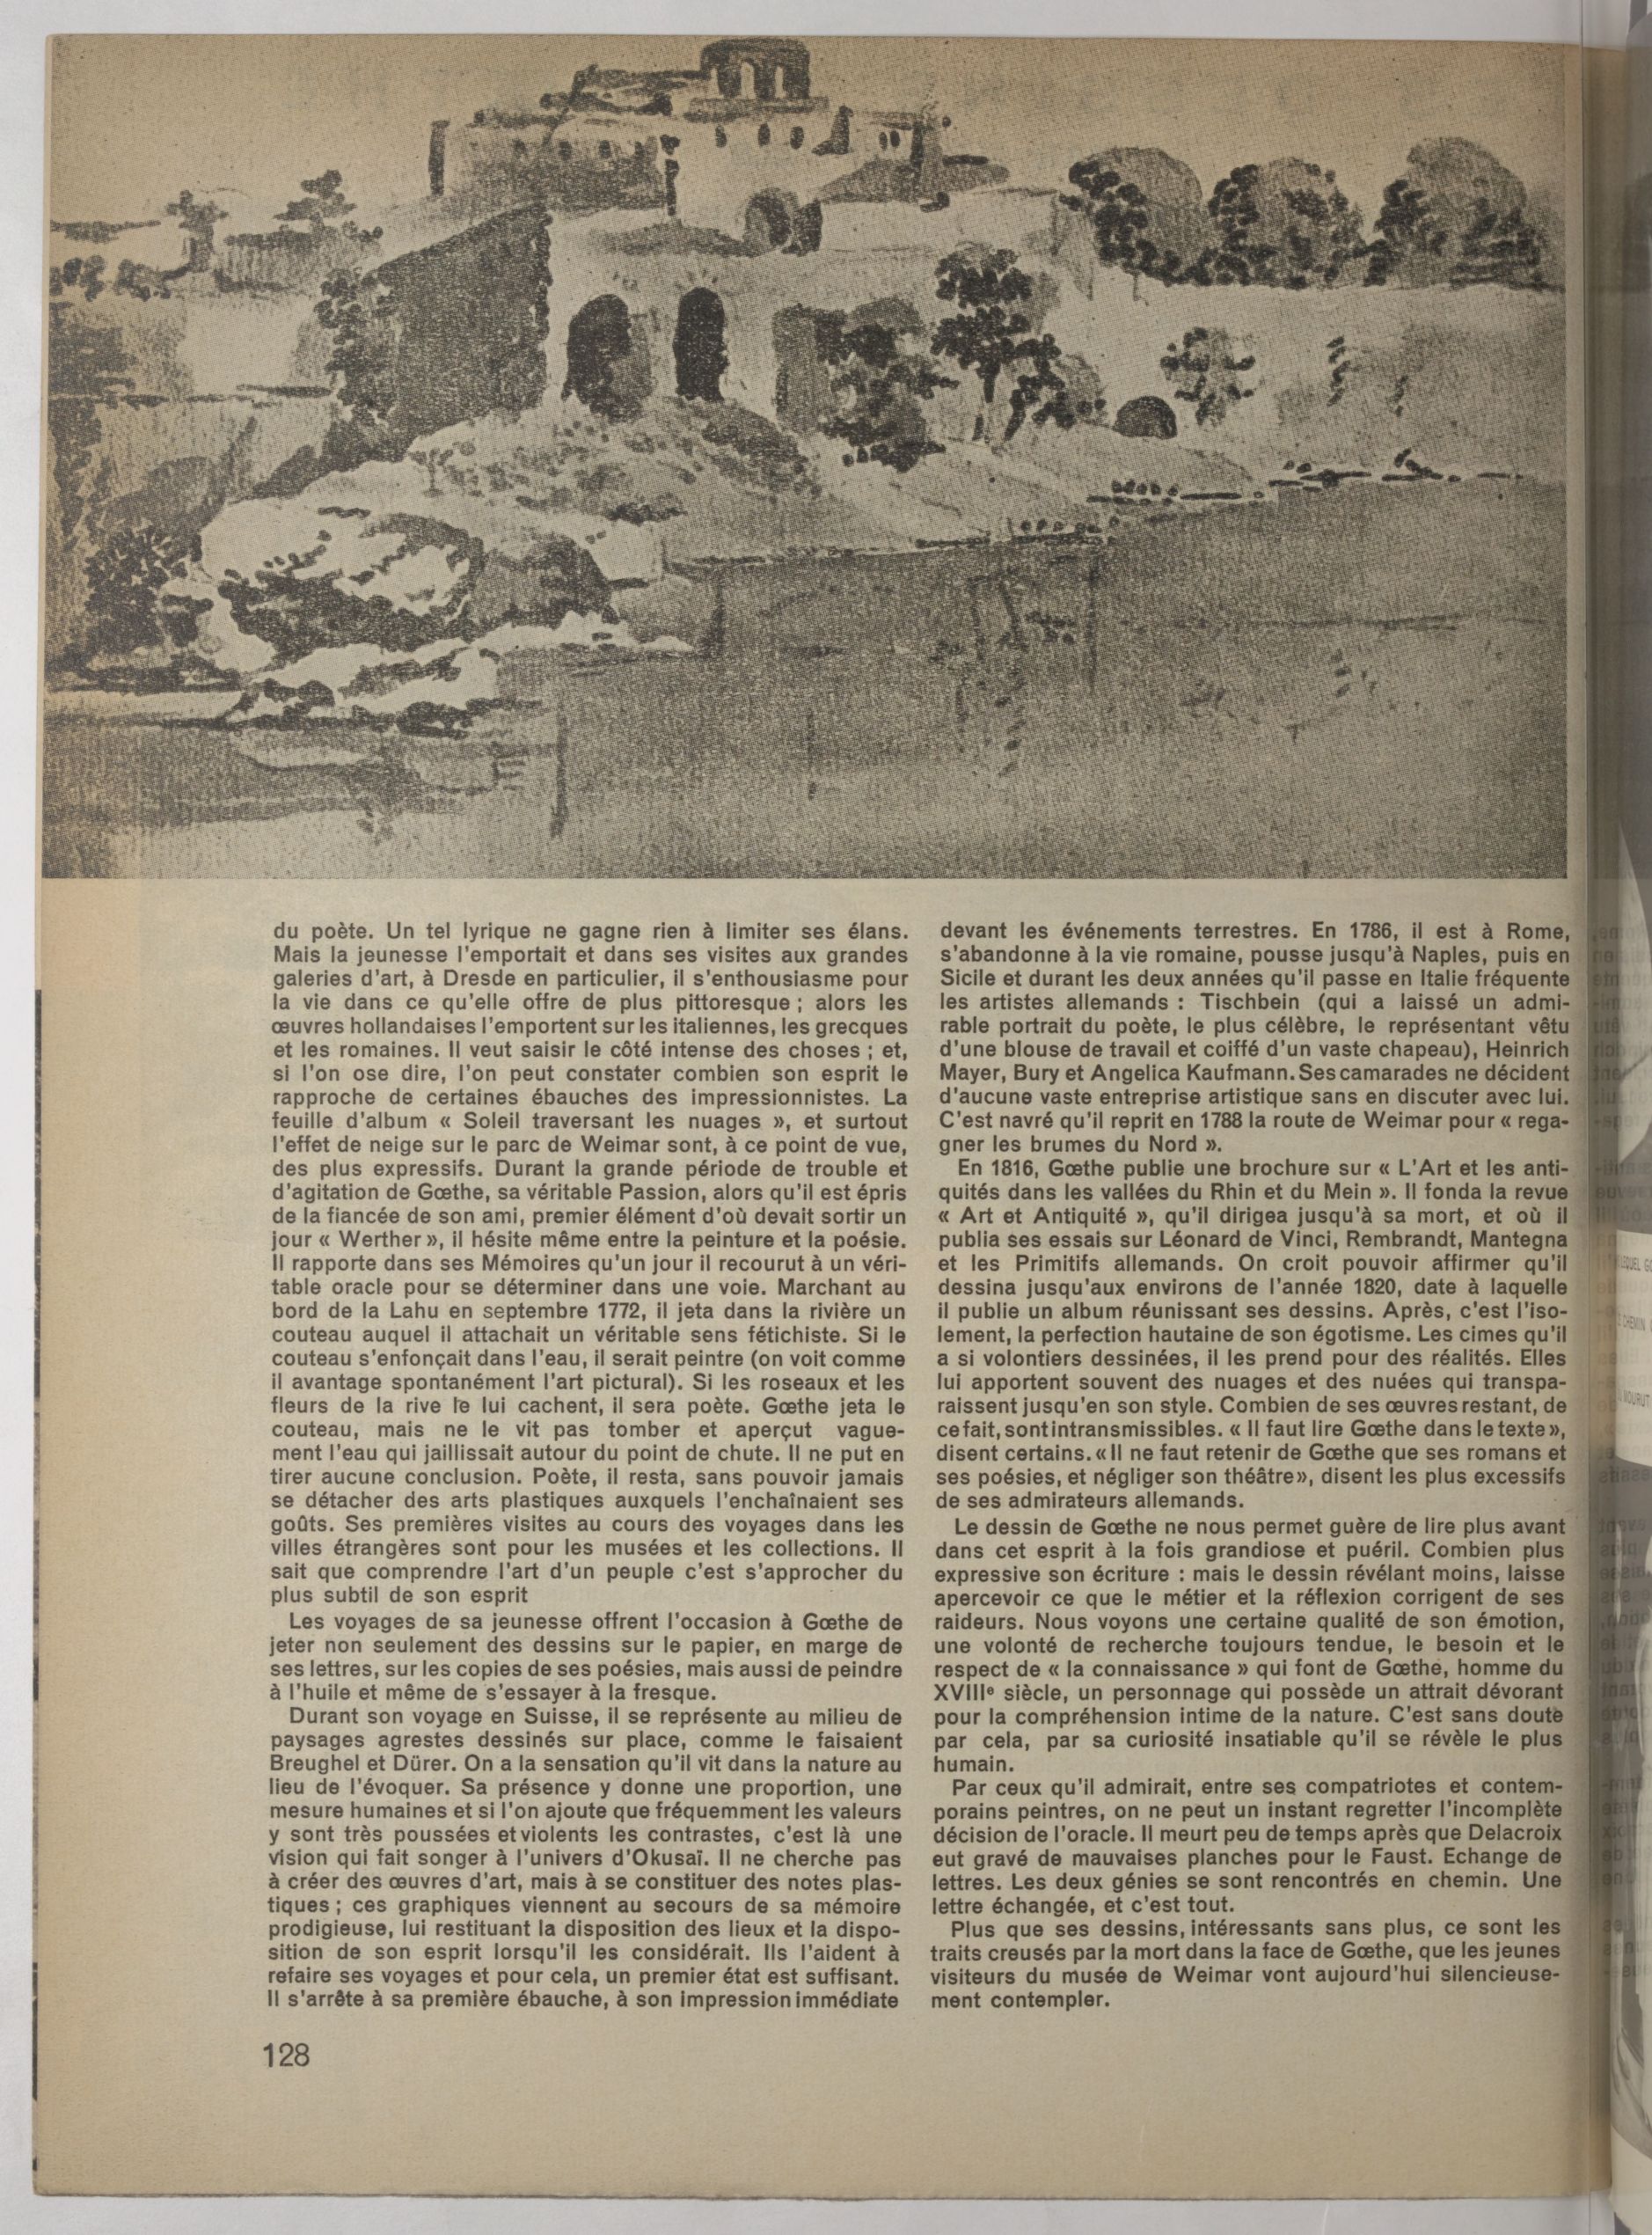 du poète. Un tel lyrique ne gagne rien à limiter ses élans.
Mais la jeunesse l'emportait et dans ses visites aux grandes
galeries d'art, à Dresde en particulier, il s'enthousiasme pour
la vie dans ce qu'elle offre de plus pittoresque ; alors les
œuvres hollandaises l'emportent sur les italiennes, les grecques
et les romaines. Il veut saisir le côté intense des choses ; et,
si l'on ose dire, l'on peut constater combien son esprit le
rapproche de certaines ébauches des impressionnistes. La
feuille d'album « Soleil traversant les nuages », et surtout
l'effet de neige sur le parc de Weimar sont, à ce point de vue,
des plus expressifs. Durant la grande période de trouble et
d'agitation de Gœthe, sa véritable Passion, alors qu'il est épris
de la fiancée de son ami, premier élément d'où devait sortir un
jour « Werther », il hésite même entre la peinture et la poésie.
Il rapporte dans ses Mémoires qu'un jour il recourut à un véri-
table oracle pour se déterminer dans une voie. Marchant au
bord de la Lahu en septembre 1772, il jeta dans la rivière un
couteau auquel il attachait un véritable sens fétichiste. Si le
couteau s'enfonçait dans l'eau, il serait peintre (on voit comme
il avantage spontanément l'art pictural). Si les roseaux et les
fleurs de la rive le lui cachent, il sera poète. Gœthe jeta le
couteau, mais ne le vit pas tomber et aperçut vague-
ment l'eau qui jaillissait autour du point de chute. Il ne put en
tirer aucune conclusion. Poète, il resta, sans pouvoir jamais
se détacher des arts plastiques auxquels l'enchaînaient ses
goûts. Ses premières visites au cours des voyages dans les
villes étrangères sont pour les musées et les collections. Il
sait que comprendre l'art d'un peuple c'est s'approcher du
plus subtil de son esprit
Les voyages de sa jeunesse offrent l'occasion à Gœthe de
jeter non seulement des dessins sur le papier, en marge de
ses lettres, sur les copies de ses poésies, mais aussi de peindre
à l'huile et même de s'essayer à la fresque.
Durant son voyage en Suisse, il se représente au milieu de
paysages agrestes dessinés sur place, comme le faisaient
Breughel et Dürer. On a la sensation qu'il vit dans la nature au
lieu de l'évoquer. Sa présence y donne une proportion, une
mesure humaines et si l'on ajoute que fréquemment les valeurs
y sont très poussées et violents les contrastes, c'est là une
vision qui fait songer à l'univers d'Okusaï. Il ne cherche pas
à créer des œuvres d'art, mais à se constituer des notes plas-
tiques ; ces graphiques viennent au secours de sa mémoire
prodigieuse, lui restituant la disposition des lieux et la dispo-
sition de son esprit lorsqu'il les considérait. Ils l'aident à
refaire ses voyages et pour cela, un premier état est suffisant.
Il s'arrête à sa première ébauche, à son impression immédiate
devant les événements terrestres. En 1786, il est à Rome,
s'abandonne à la vie romaine, pousse jusqu'à Naples, puis en
Sicile et durant les deux années qu'il passe en Italie fréquente
les artistes allemands : Tischbein (qui a laissé un admi-
rable portrait du poète, le plus célèbre, le représentant vêtu
d'une blouse de travail et coiffé d'un vaste chapeau), Heinrich
Mayer, Bury et Angelica Kaufmann. Ses camarades ne décident
d'aucune vaste entreprise artistique sans en discuter avec lui.
C'est navré qu'il reprit en 1788 la route de Weimar pour « rega-
gner les brumes du Nord ».
En 1816, Gœthe publie une brochure sur « L'Art et les anti-
quités dans les vallées du Rhin et du Mein ». Il fonda la revue
« Art et Antiquité », qu'il dirigea jusqu'à sa mort, et où il
publia ses essais sur Léonard de Vinci, Rembrandt, Mantegna
et les Primitifs allemands. On croit pouvoir affirmer qu'il
dessina jusqu'aux environs de l'année 1820, date à laquelle
il publie un album réunissant ses dessins. Après, c'est l'iso-
lement, la perfection hautaine de son égotisme. Les cimes qu'il
a si volontiers dessinées, il les prend pour des réalités. Elles
lui apportent souvent des nuages et des nuées qui transpa-
raissent jusqu'en son style. Combien de ses œuvres restant, de
ce fait, sont intransmissibles. « Il faut lire Gœthe dans le texte »,
disent certains. « Il ne faut retenir de Gœthe que ses romans et
ses poésies, et négliger son théâtre », disent les plus excessifs
de ses admirateurs allemands.
Le dessin de Gœthe ne nous permet guère de lire plus avant
dans cet esprit à la fois grandiose et puéril. Combien plus
expressive son écriture : mais le dessin révélant moins, laisse
apercevoir ce que le métier et la réflexion corrigent de ses
raideurs. Nous voyons une certaine qualité de son émotion,
une volonté de recherche toujours tendue, le besoin et le
respect de « la connaissance » qui font de Gœthe, homme du
XVIIIe siècle, un personnage qui possède un attrait dévorant
pour la compréhension intime de la nature. C'est sans doute
par cela, par sa curiosité insatiable qu'il se révèle le plus
humain.
Par ceux qu'il admirait, entre ses compatriotes et contem-
porains peintres, on ne peut un instant regretter l'incomplète
décision de l'oracle. Il meurt peu de temps après que Delacroix
eut gravé de mauvaises planches pour le Faust. Echange de
lettres. Les deux génies se sont rencontrés en chemin. Une
lettre échangée, et c'est tout.
Plus que ses dessins, intéressants sans plus, ce sont les
traits creusés par la mort dans la face de Gœthe, que les jeunes
visiteurs du musée de Weimar vont aujourd'hui silencieuse-
ment contempler.
128